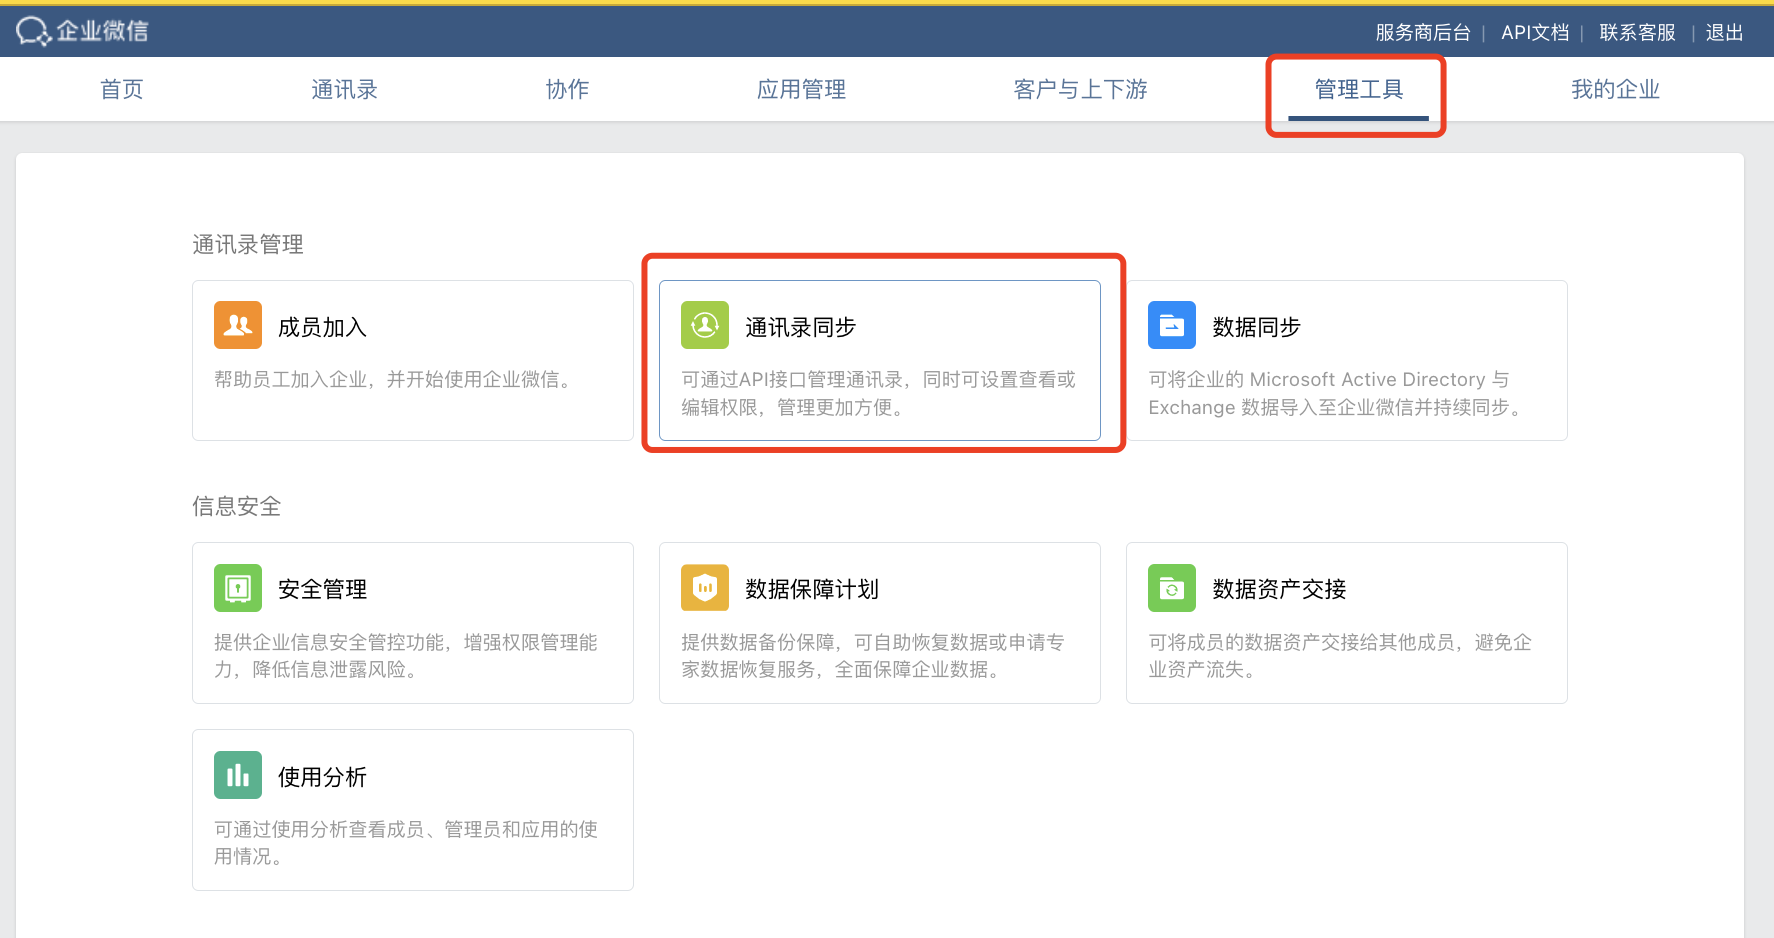 企业微信
服务商后台 | API文档 | 联系客服 | 退出
首页 通讯录 协作 应用管理 客户与上下游 管理工具 我的企业
通讯录管理
成员加入
帮助员工加入企业，并开始使用企业微信。
通讯录同步
可通过API接口管理通讯录，同时可设置查看或
编辑权限，管理更加方便。
数据同步
可将企业的 Microsoft Active Directory 与
Exchange 数据导入至企业微信并持续同步。
信息安全
安全管理
提供企业信息安全管控功能，增强权限管理能
力，降低信息泄露风险。
数据保障计划
提供数据备份保障，可自助恢复数据或申请专
家数据恢复服务，全面保障企业数据。
数据资产交接
可将成员的数据资产交接给其他成员，避免企
业资产流失。
使用分析
可通过使用分析查看成员、管理员和应用的使
用情况。